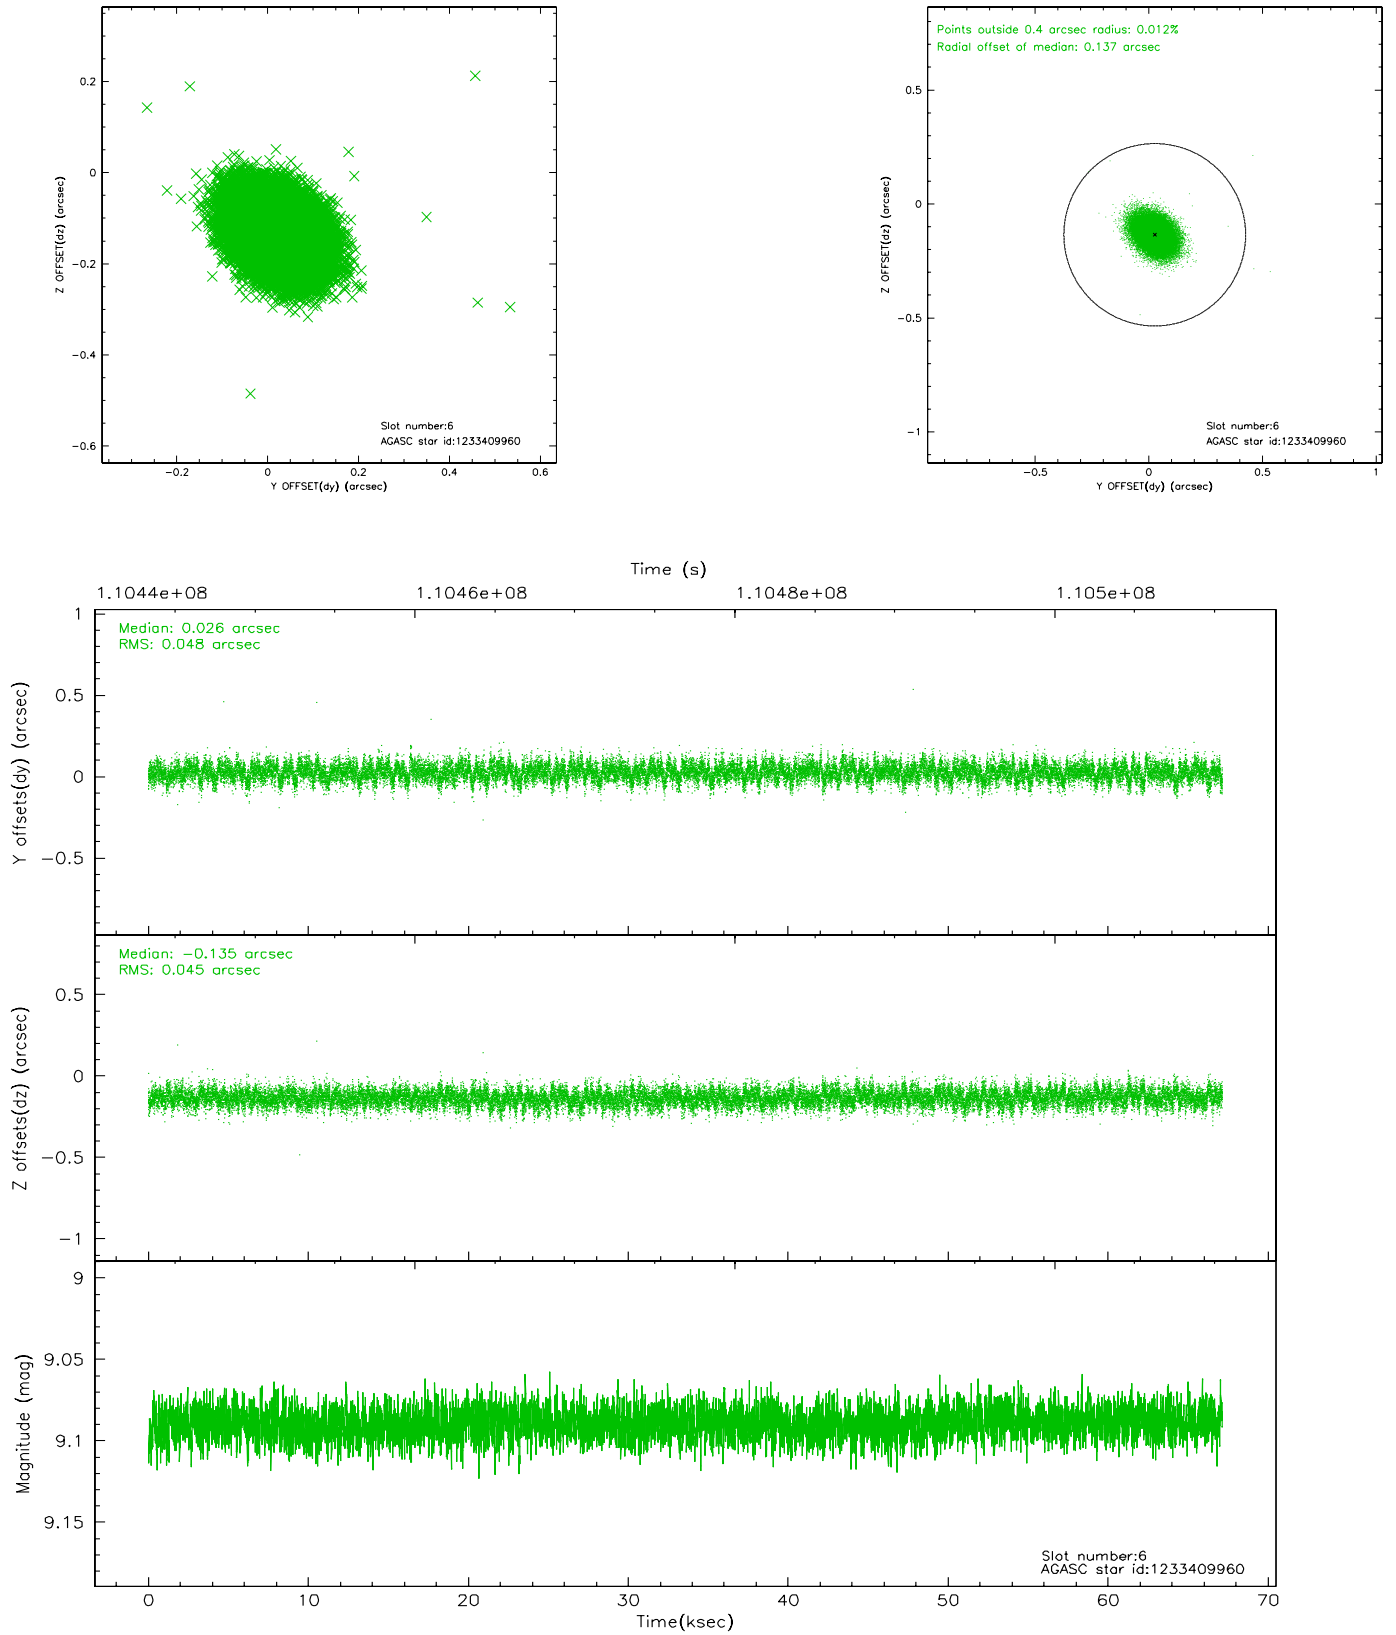 0.2
0
−0.2
−0.4
−0.6
Z OFFSET(dz) (arcsec)
Slot number:6
AGASC star id:1233409960
−0.2 0 0.2 0.4 0.6
Y OFFSET(dy) (arcsec)
Points outside 0.4 arcsec radius: 0.012%
Radial offset of median: 0.137 arcsec
0.5
0
−0.5
−1
Z OFFSET(dz) (arcsec)
Slot number:6
AGASC star id:1233409960
−0.5 0 0.5 1
Y OFFSET(dy) (arcsec)
Time (s)
1.1044e+08 1.1046e+08 1.1048e+08 1.105e+08
Median: 0.026 arcsec
RMS: 0.048 arcsec
1
0.5
0
−0.5
Y offsets(dy) (arcsec)
Median: −0.135 arcsec
RMS: 0.045 arcsec
0.5
0
−0.5
−1
Z offsets(dz) (arcsec)
9
9.05
9.1
9.15
Magnitude (mag)
Slot number:6
AGASC star id:1233409960
0 10 20 30 40 50 60 70
Time(ksec)